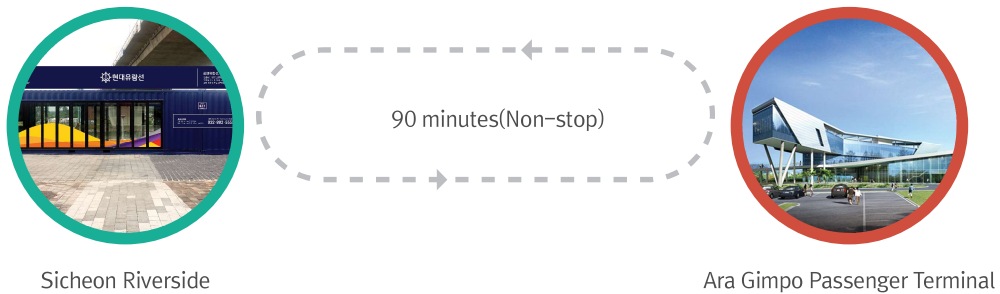 현대유람선
90 minutes(Non-stop)
Sicheon Riverside
Ara Gimpo Passenger Terminal